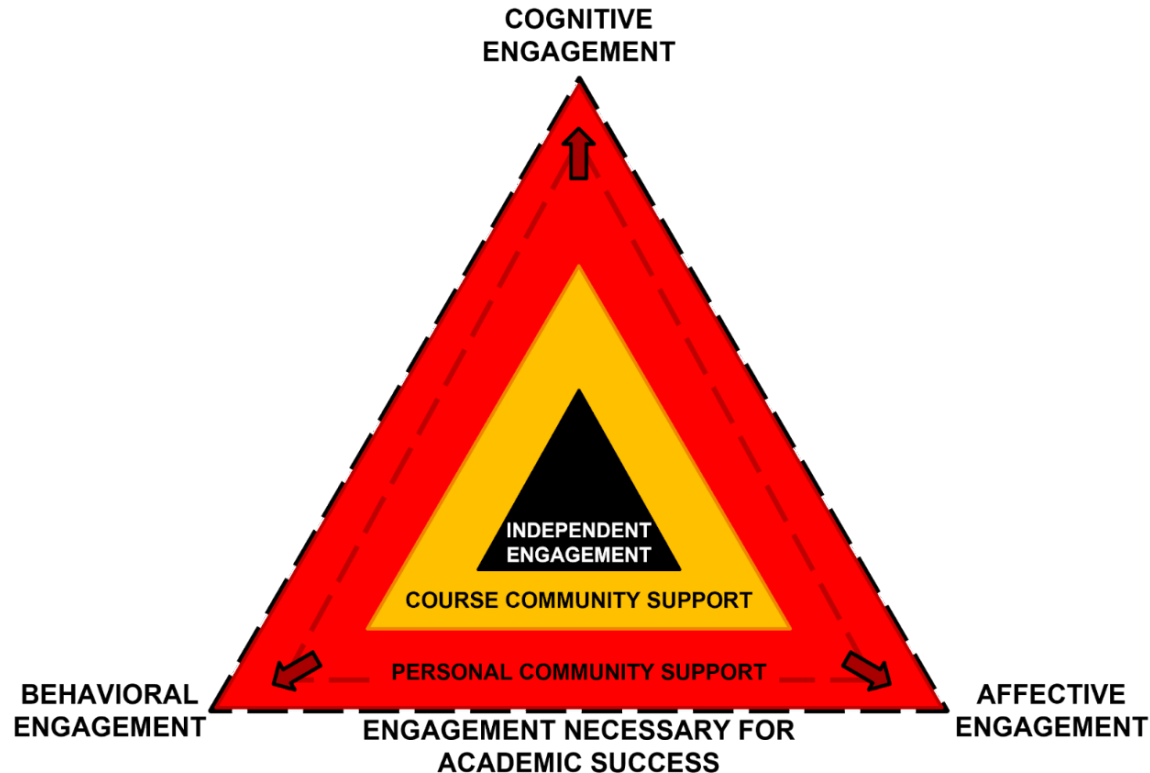 COGNITIVE
ENGAGEMENT
INDEPENDENT
ENGAGEMENT
COURSE COMMUNITY SUPPORT
PERSONAL COMMUNITY SUPPORT
BEHAVIORAL
ENGAGEMENT
AFFECTIVE
ENGAGEMENT
ENGAGEMENT NECESSARY FOR
ACADEMIC SUCCESS